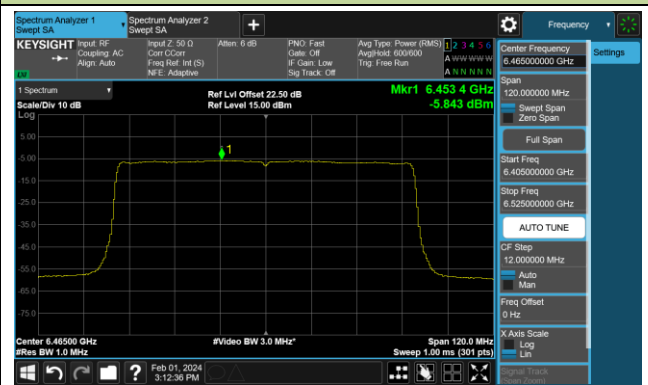 Spectrum Analyzer 1
Swept SA
Spectrum Analyzer 2
Swept SA
+
Frequency
KEYSIGHT
Input: RF
Coupling: AC
Align: Auto
Input Z: 50 Ω
Corr CCorr
Freq Ref: Int (S)
NFE: Adaptive
Atten: 6 dB
PNO: Fast
Gate: Off
IF Gain: Low
Sig Track: Off
Avg Type: Power (RMS)
Avg|Hold: 600/600
Trig: Free Run
1 2 3 4 5 6
A W W W W W
A N N N N N
LXI
1 Spectrum
Scale/Div 10 dB
Log
Ref Lvl Offset 22.50 dB
Ref Level 15.00 dBm
Mkr1 6.453 4 GHz
-5.843 dBm
5.00
-5.00
-15.0
-25.0
-35.0
-45.0
-55.0
-65.0
-75.0
1
Center 6.46500 GHz
#Res BW 1.0 MHz
#Video BW 3.0 MHz*
Span 120.0 MHz
Sweep 1.00 ms (301 pts)
Center Frequency
6.465000000 GHz
Settings
Span
120.000000 MHz
Swept Span
Zero Span
Full Span
Start Freq
6.405000000 GHz
Stop Freq
6.525000000 GHz
AUTO TUNE
CF Step
12.000000 MHz
Auto
Man
Freq Offset
0 Hz
X Axis Scale
Log
Lin
Signal Track
(Span Zoom)
?
Feb 01, 2024
3:12:36 PM